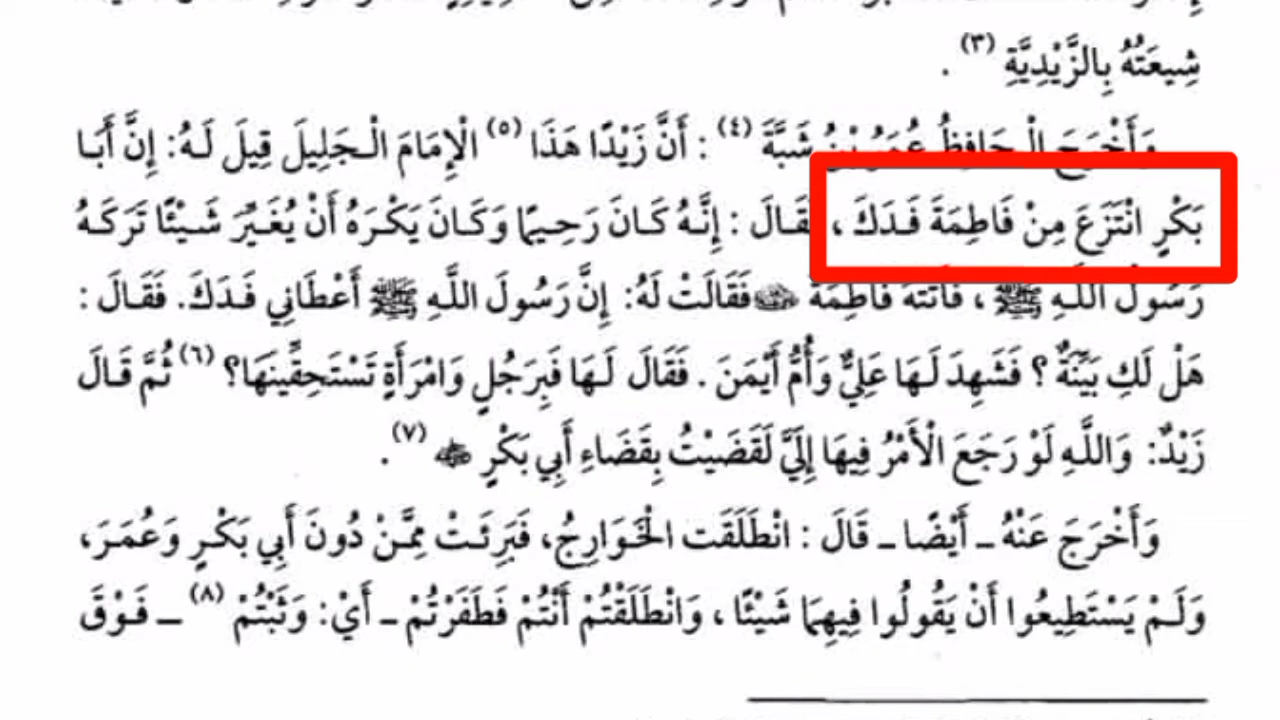 شِيعَتُهُ بِالزَّيْدِيَّةِ (٣) .
وَأَخْرَجَ الْحَافِظُ عُمَرُ بْنُ شَبَّةَ (٤) : أَنَّ زَيْدًا هَذَا (٥) الْإِمَامَ الْجَلِيلَ قِيلَ لَهُ: إِنَّ أَبَا
بَكْرٍ انْتَزَعَ مِنْ فَاطِمَةَ فَدَكَ ، فَقَالَ : إِنَّهُ كَانَ رَحِيمًا وَكَانَ يَكْرَهُ أَنْ يُغَيِّرَ شَيْئًا تَرَكَهُ
رَسُولُ اللَّهِ ﷺ ، فَأَتَتْهُ فَاطِمَةُ فَقَالَتْ لَهُ: إِنَّ رَسُولَ اللَّهِ ﷺ أَعْطَانِي فَدَكَ. فَقَالَ :
هَلْ لَكِ بَيِّنَةٌ ؟ فَشَهِدَ لَهَا عَلِيٌّ وَأُمُّ أَيْمَنَ . فَقَالَ لَهَا فَبِرَجُلٍ وَامْرَأَةٍ تَسْتَحِقِّينَهَا؟ (٦) ثُمَّ قَالَ
زَيْدٌ: وَاللَّهِ لَوْ رَجَعَ الْأَمْرُ فِيهَا إِلَيَّ لَقَضَيْتُ بِقَضَاءِ أَبِي بَكْرٍ (٧) .
وَأَخْرَجَ عَنْهُ ـ أَيْضًا ـ قَالَ : انْطَلَقَت الْخَوَارِجُ، فَبَرِئَتْ مِمَّنْ دُونَ أَبِي بَكْرٍ وَعُمَرَ،
وَلَمْ يَسْتَطِيعُوا أَنْ يَقُولُوا فِيهِمَا شَيْئًا ، وَانْطَلَقْتُمْ أَنْتُمْ فَطَفَرْتُمْ ـ أَيْ: وَثَبْتُمْ (٨) ـ فَوْقَ